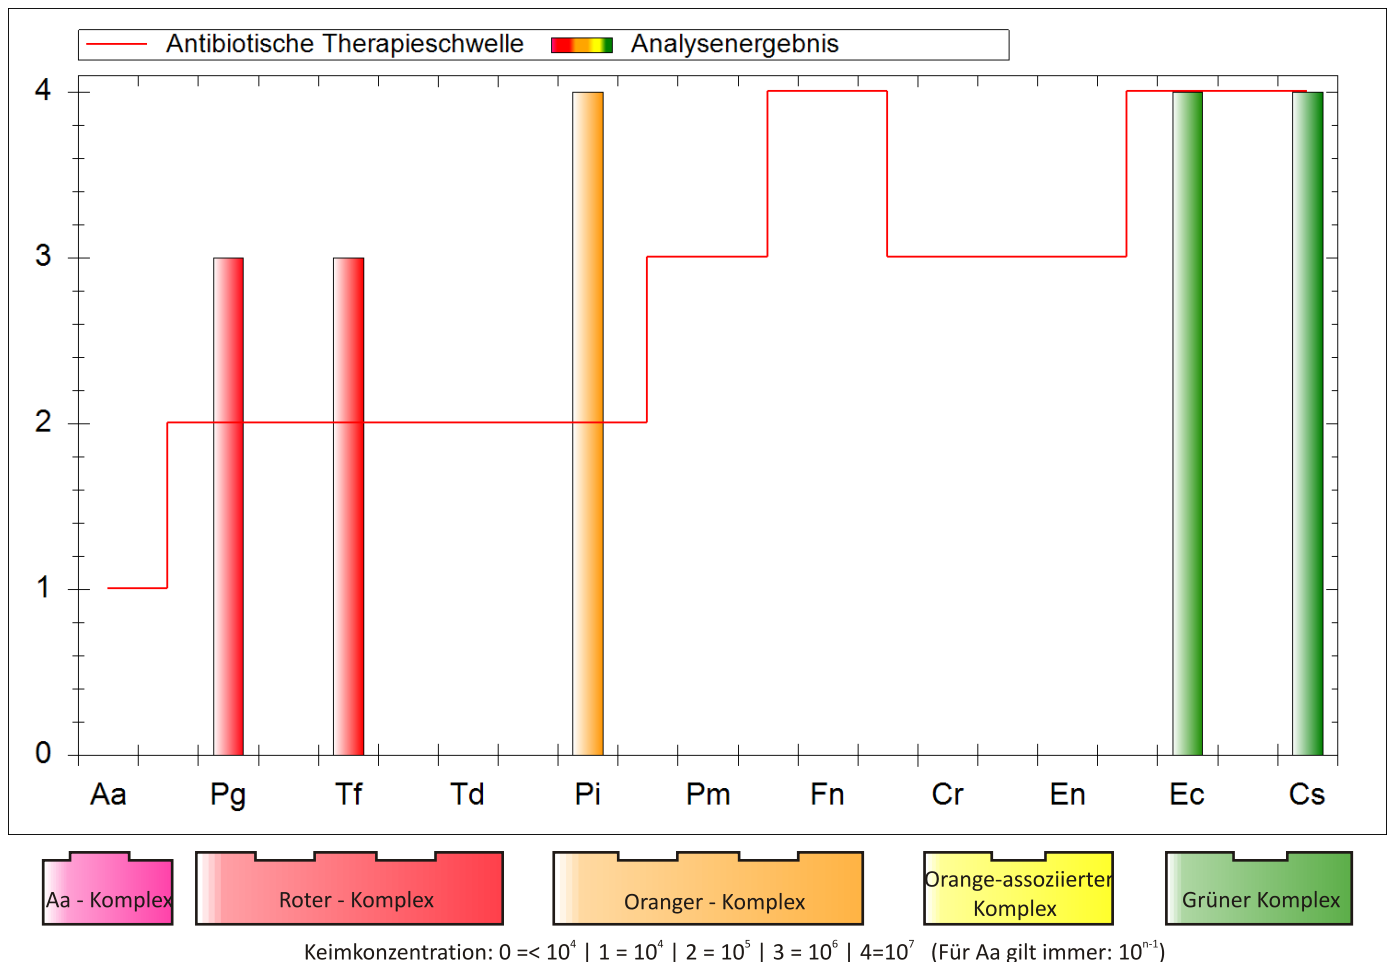 Antibiotische Therapieschwelle Analysenergebnis
4
3
2
1
0
Aa Pg Tf Td Pi Pm Fn Cr En Ec Cs
Aa - Komplex
Roter - Komplex
Oranger - Komplex
Orange-assoziierter
Komplex
Grüner Komplex
Keimkonzentration: 0 =< 10⁴ | 1 = 10⁴ | 2 = 10⁵ | 3 = 10⁶ | 4=10⁷ (Für Aa gilt immer: 10ⁿ⁻¹)